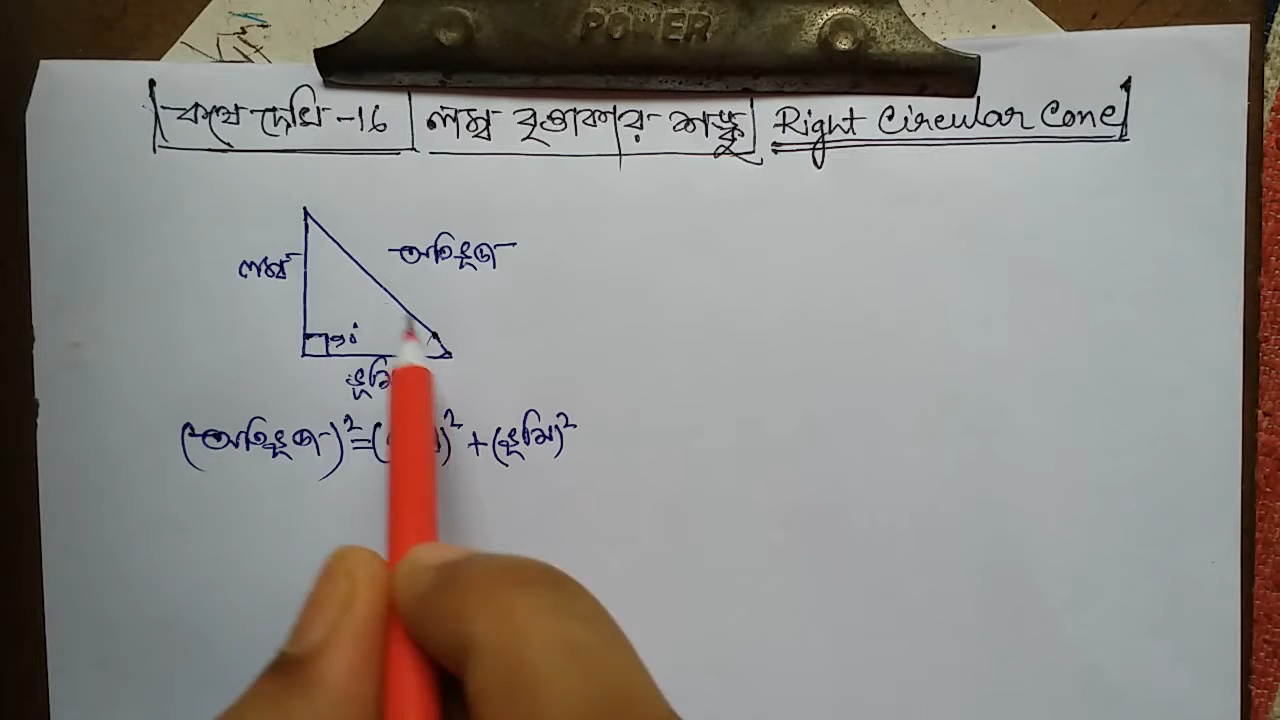 POWER
কষে দেখি -16 | লম্ব বৃত্তাকার শঙ্কু | Right Circular Cone
লম্ব
অতিভূজ
90°
(অতিভূজ)² = ( )² + (ভূমি)²